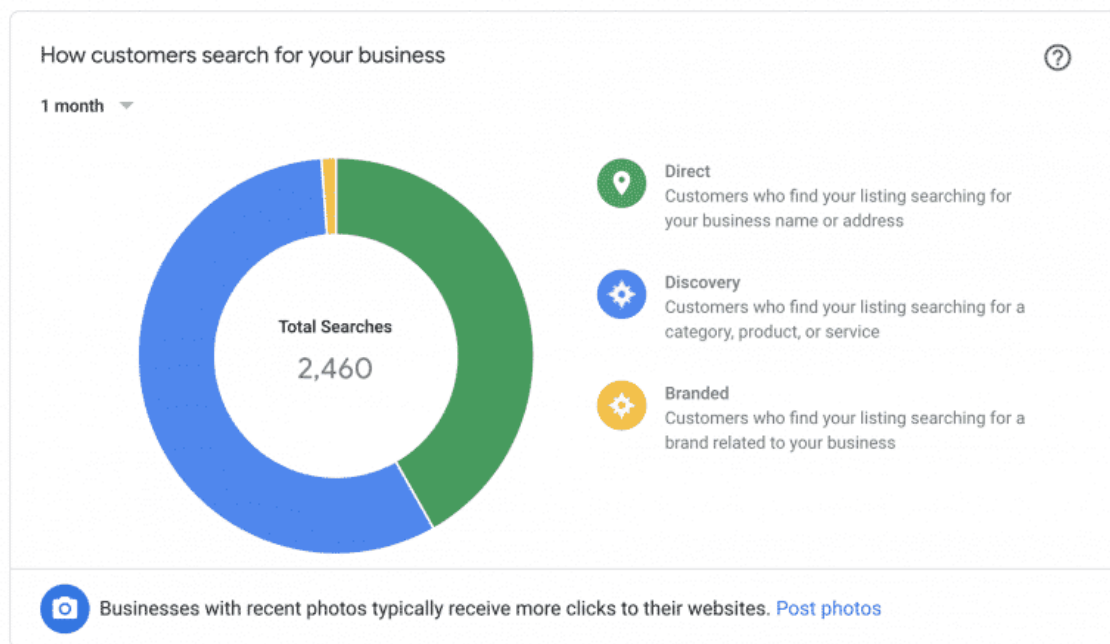 How customers search for your business
1 month
Total Searches
2,460
Direct
Customers who find your listing searching for
your business name or address
Discovery
Customers who find your listing searching for a
category, product, or service
Branded
Customers who find your listing searching for a
brand related to your business
Businesses with recent photos typically receive more clicks to their websites. Post photos